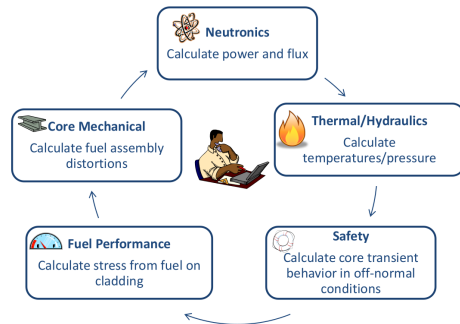 Neutronics
Calculate power and flux
Thermal/Hydraulics
Calculate
temperatures/pressure
Safety
Calculate core transient
behavior in off-normal
conditions
Fuel Performance
Calculate stress from fuel on
cladding
Core Mechanical
Calculate fuel assembly
distortions